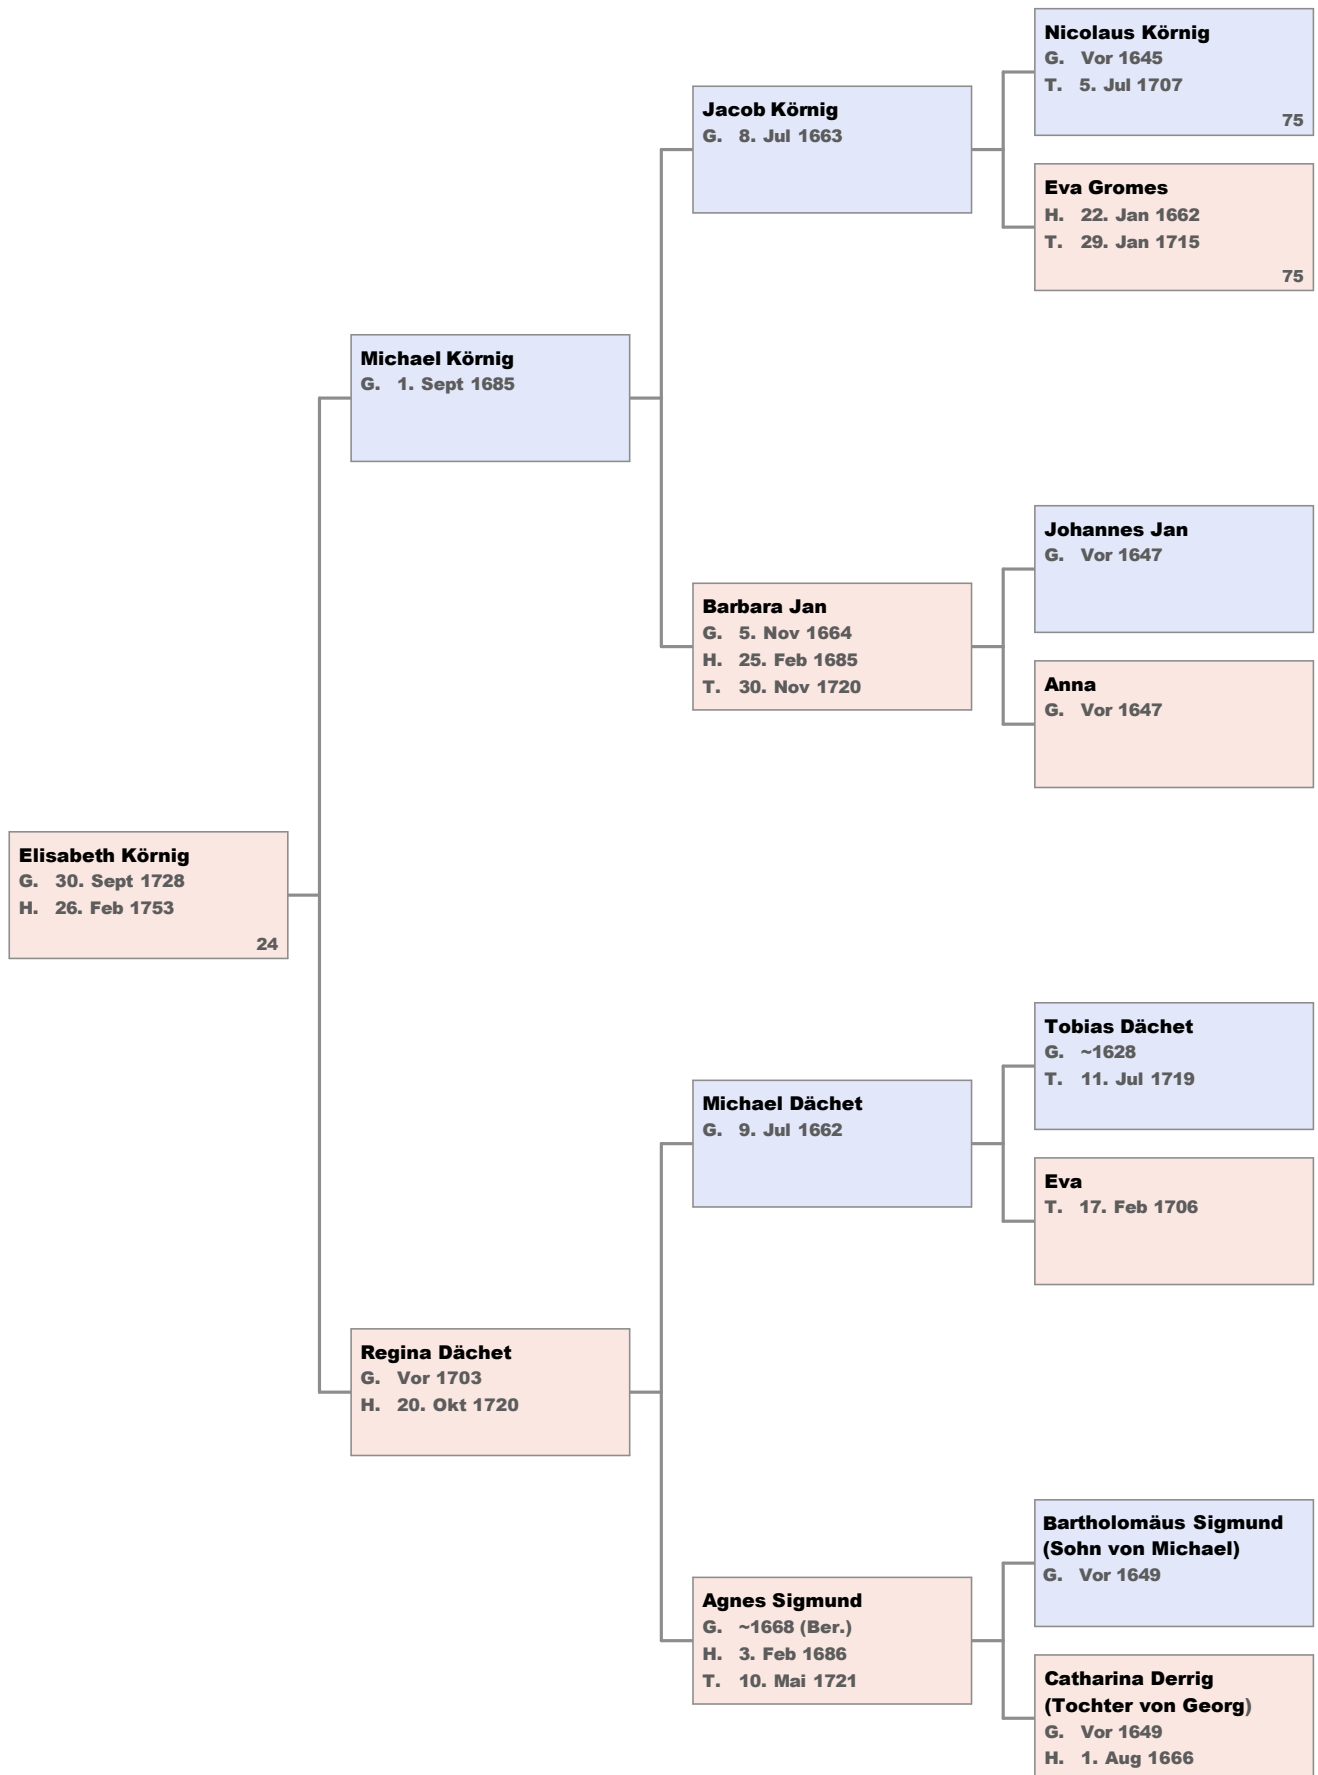 Nicolaus Körnig
G. Vor 1645
T. 5. Jul 1707
75
Jacob Körnig
G. 8. Jul 1663
Eva Gromes
H. 22. Jan 1662
T. 29. Jan 1715
75
Michael Körnig
G. 1. Sept 1685
Johannes Jan
G. Vor 1647
Barbara Jan
G. 5. Nov 1664
H. 25. Feb 1685
T. 30. Nov 1720
Anna
G. Vor 1647
Elisabeth Körnig
G. 30. Sept 1728
H. 26. Feb 1753
24
Tobias Dächet
G. ~1628
T. 11. Jul 1719
Michael Dächet
G. 9. Jul 1662
Eva
T. 17. Feb 1706
Regina Dächet
G. Vor 1703
H. 20. Okt 1720
Bartholomäus Sigmund
(Sohn von Michael)
G. Vor 1649
Agnes Sigmund
G. ~1668 (Ber.)
H. 3. Feb 1686
T. 10. Mai 1721
Catharina Derrig
(Tochter von Georg)
G. Vor 1649
H. 1. Aug 1666